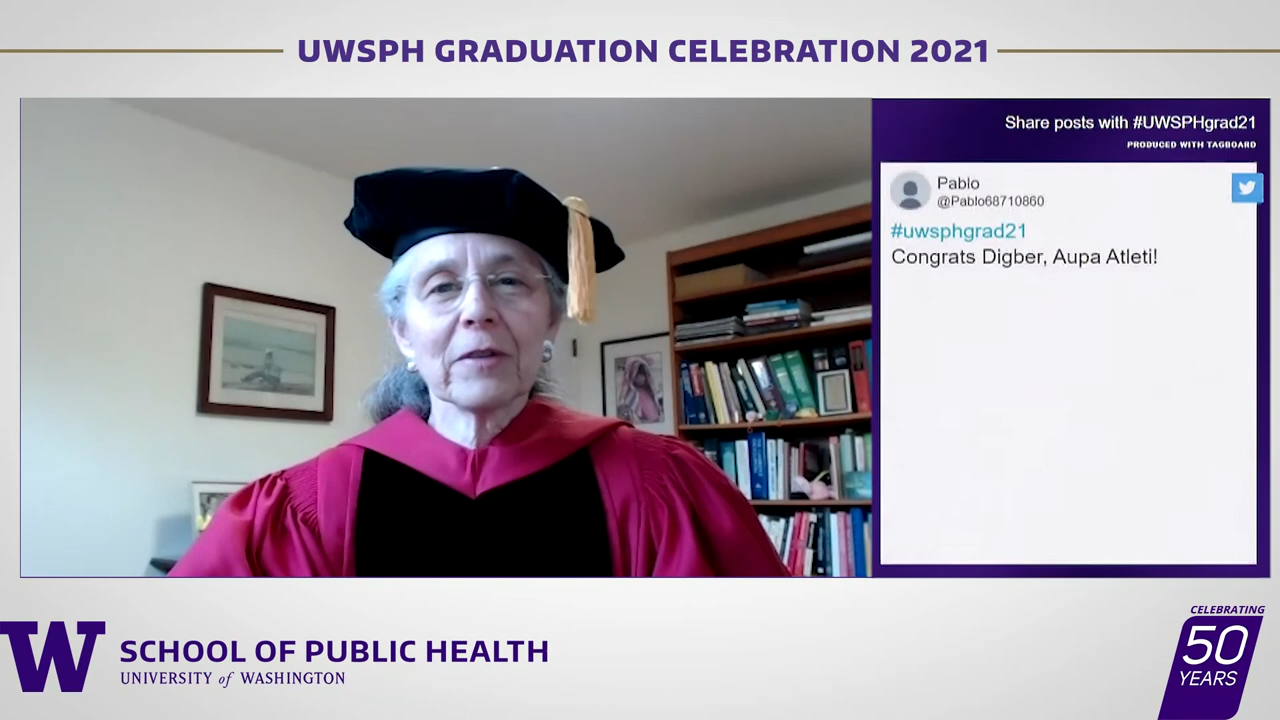 UWSPH GRADUATION CELEBRATION 2021
Share posts with #UWSPHgrad21
PRODUCED WITH TAGBOARD
Pablo
@Pablo68710860
#uwsphgrad21
Congrats Digber, Aupa Atleti!
W SCHOOL OF PUBLIC HEALTH
UNIVERSITY of WASHINGTON
CELEBRATING
50
YEARS